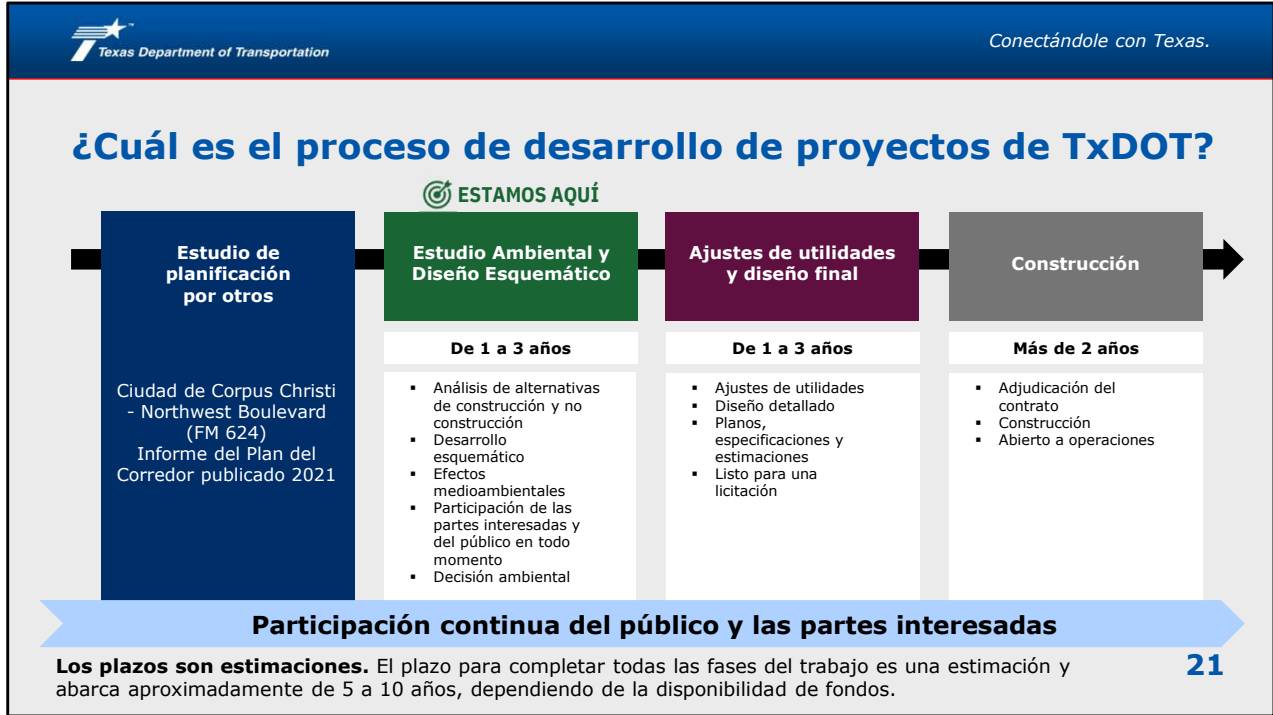 Texas Department of Transportation
Conectándole con Texas.
¿Cuál es el proceso de desarrollo de proyectos de TxDOT?
ESTAMOS AQUÍ
Estudio de
planificación
por otros
Ciudad de Corpus Christi
- Northwest Boulevard
(FM 624)
Informe del Plan del
Corredor publicado 2021
Estudio Ambiental y
Diseño Esquemático
De 1 a 3 años
▪ Análisis de alternativas
de construcción y no
construcción
▪ Desarrollo
esquemático
▪ Efectos
medioambientales
▪ Participación de las
partes interesadas y
del público en todo
momento
▪ Decisión ambiental
Ajustes de utilidades
y diseño final
De 1 a 3 años
▪ Ajustes de utilidades
▪ Diseño detallado
▪ Planos,
especificaciones y
estimaciones
▪ Listo para una
licitación
Construcción
Más de 2 años
▪ Adjudicación del
contrato
▪ Construcción
▪ Abierto a operaciones
Participación continua del público y las partes interesadas
Los plazos son estimaciones. El plazo para completar todas las fases del trabajo es una estimación y
abarca aproximadamente de 5 a 10 años, dependiendo de la disponibilidad de fondos.
21